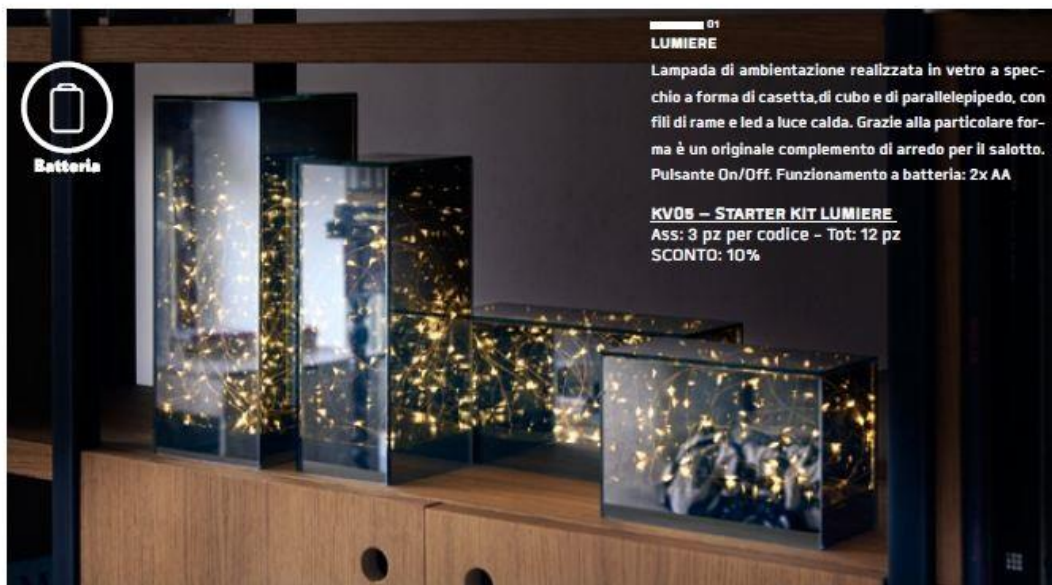 Batteria
01
LUMIERE
Lampada di ambientazione realizzata in vetro a spec-
chio a forma di casetta,di cubo e di parallelepipedo, con
fili di rame e led a luce calda. Grazie alla particolare for-
ma è un originale complemento di arredo per il salotto.
Pulsante On/Off. Funzionamento a batteria: 2x AA
KV05 – STARTER KIT LUMIERE
Ass: 3 pz per codice – Tot: 12 pz
SCONTO: 10%